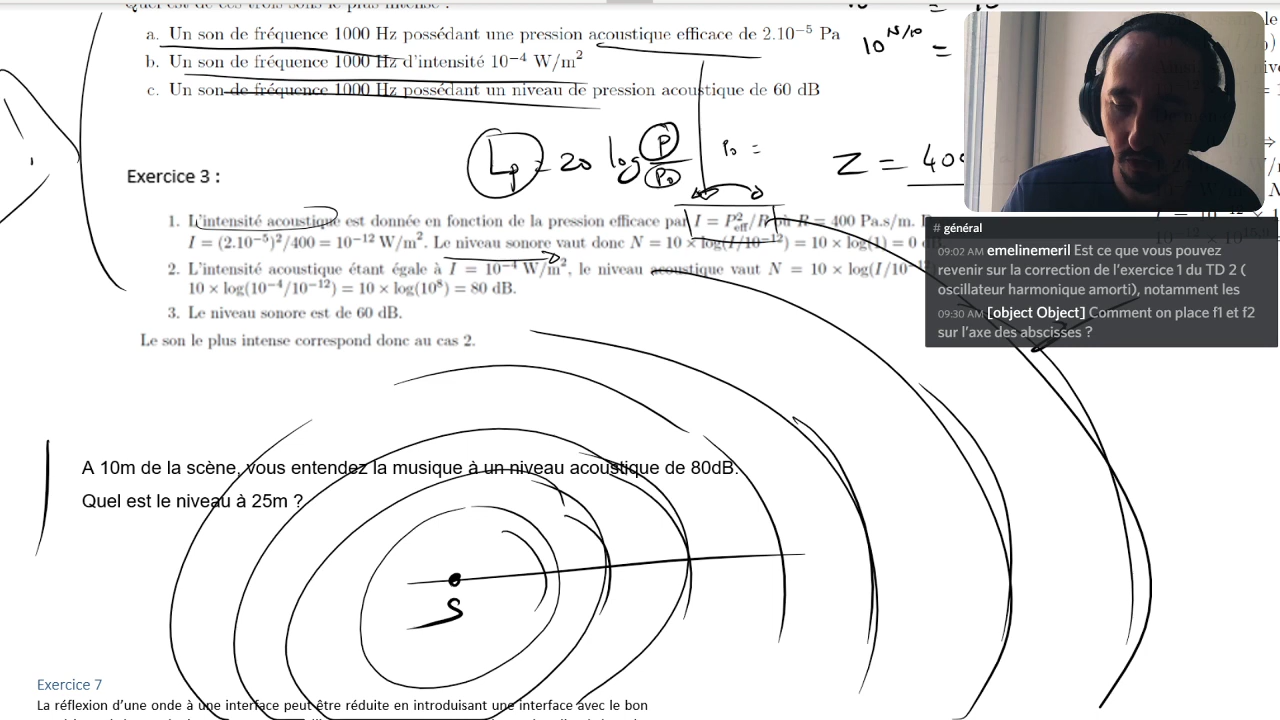 a. Un son de fréquence 1000 Hz possédant une pression acoustique efficace de 2.10⁻⁵ Pa
b. Un son de fréquence 1000 Hz d'intensité 10⁻⁴ W/m²
c. Un son de fréquence 1000 Hz possédant un niveau de pression acoustique de 60 dB
10^N/10 =
Lp = 20 log P/P₀
P₀ =
Z = 400
Exercice 3 :
1. L'intensité acoustique est donnée en fonction de la pression efficace par I = P²eff/R où R = 400 Pa.s/m.
I = (2.10⁻⁵)²/400 = 10⁻¹² W/m². Le niveau sonore vaut donc N = 10 × log(I/10⁻¹²) = 10 × log(1) = 0
2. L'intensité acoustique étant égale à I = 10⁻⁴ W/m², le niveau acoustique vaut N = 10 × log(I/10⁻¹²
10 × log(10⁻⁴/10⁻¹²) = 10 × log(10⁸) = 80 dB.
3. Le niveau sonore est de 60 dB.
Le son le plus intense correspond donc au cas 2.
# général
09:02 AM emelinemeril Est ce que vous pouvez
revenir sur la correction de l'exercice 1 du TD 2 (
oscillateur harmonique amorti), notamment les
09:30 AM [object Object] Comment on place f1 et f2
sur l'axe des abscisses ?
A 10m de la scène, vous entendez la musique à un niveau acoustique de 80dB.
Quel est le niveau à 25m ?
S
Exercice 7
La réflexion d'une onde à une interface peut être réduite en introduisant une interface avec le bon